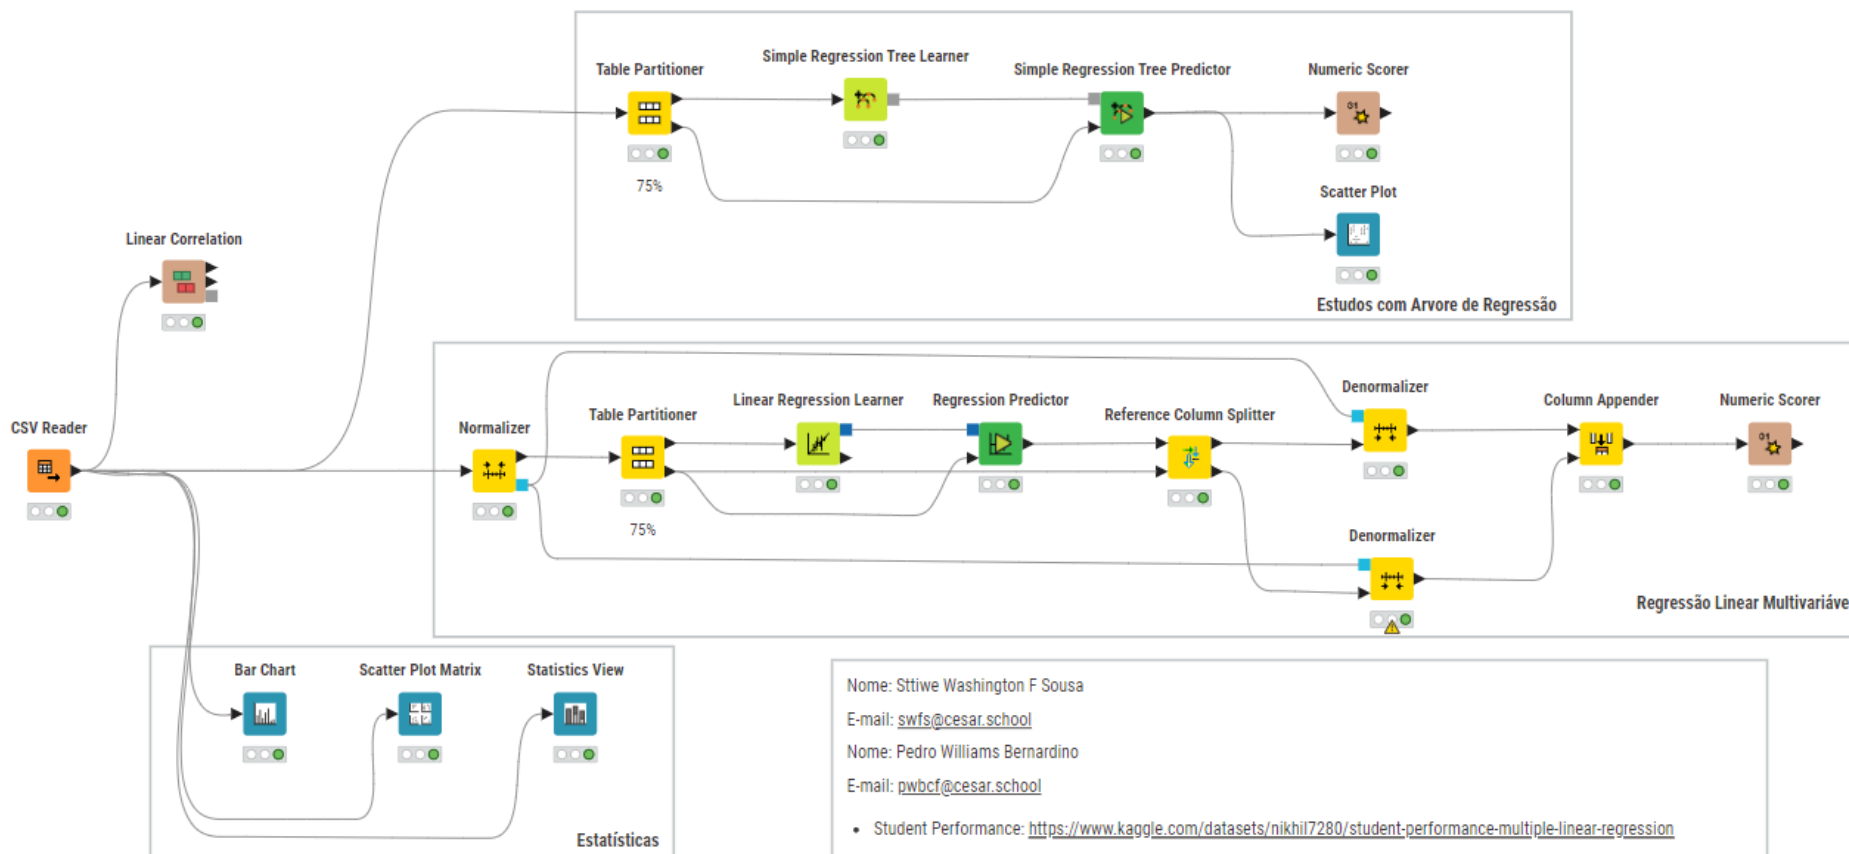 Table Partitioner
Simple Regression Tree Learner
Simple Regression Tree Predictor
Numeric Scorer
75%
Scatter Plot
Estudos com Arvore de Regressão
Linear Correlation
CSV Reader
Normalizer
Table Partitioner
Linear Regression Learner
Regression Predictor
Reference Column Splitter
Denormalizer
Column Appender
Numeric Scorer
75%
Denormalizer
Regressão Linear Multivariáve
Bar Chart
Scatter Plot Matrix
Statistics View
Estatísticas
Nome: Sttiwe Washington F Sousa
E-mail: swfs@cesar.school
Nome: Pedro Williams Bernardino
E-mail: pwbcf@cesar.school
• Student Performance: https://www.kaggle.com/datasets/nikhil7280/student-performance-multiple-linear-regression